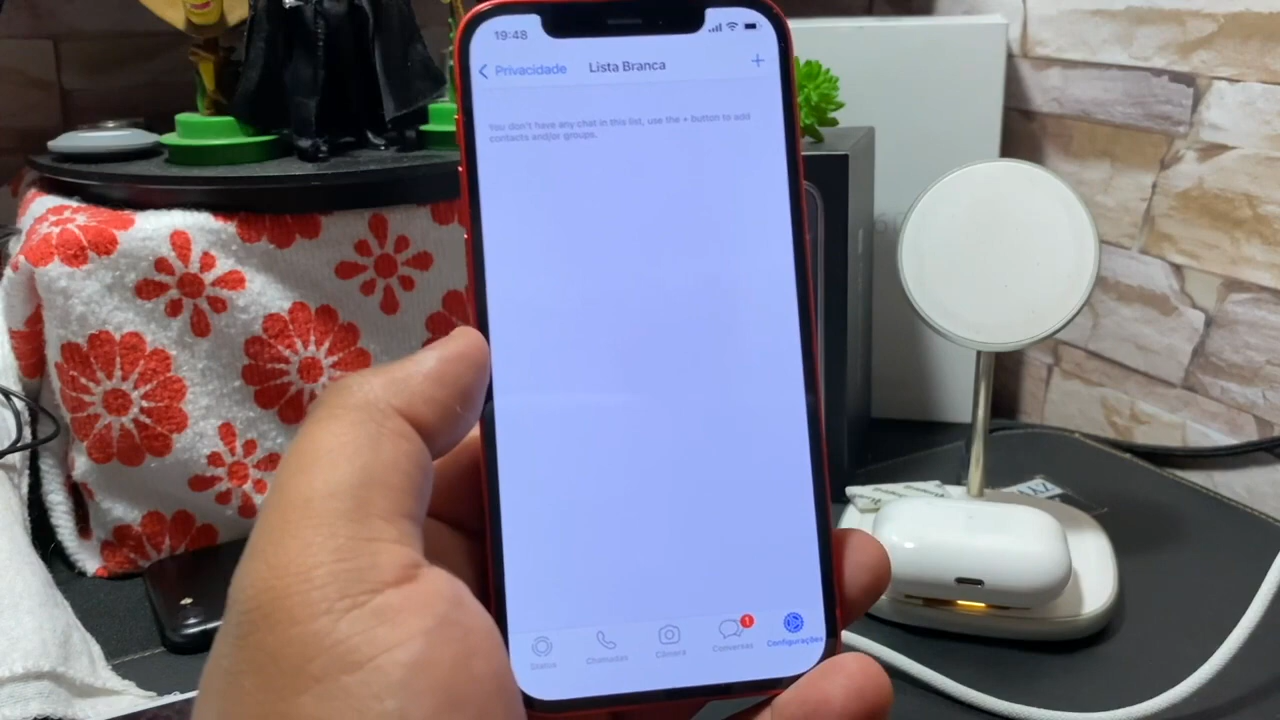 19:48
Privacidade
Lista Branca
+
You don't have any chat in this list, use the + button to add
contacts and/or groups.
1
Status
Chamadas
Câmera
Conversas
Configurações